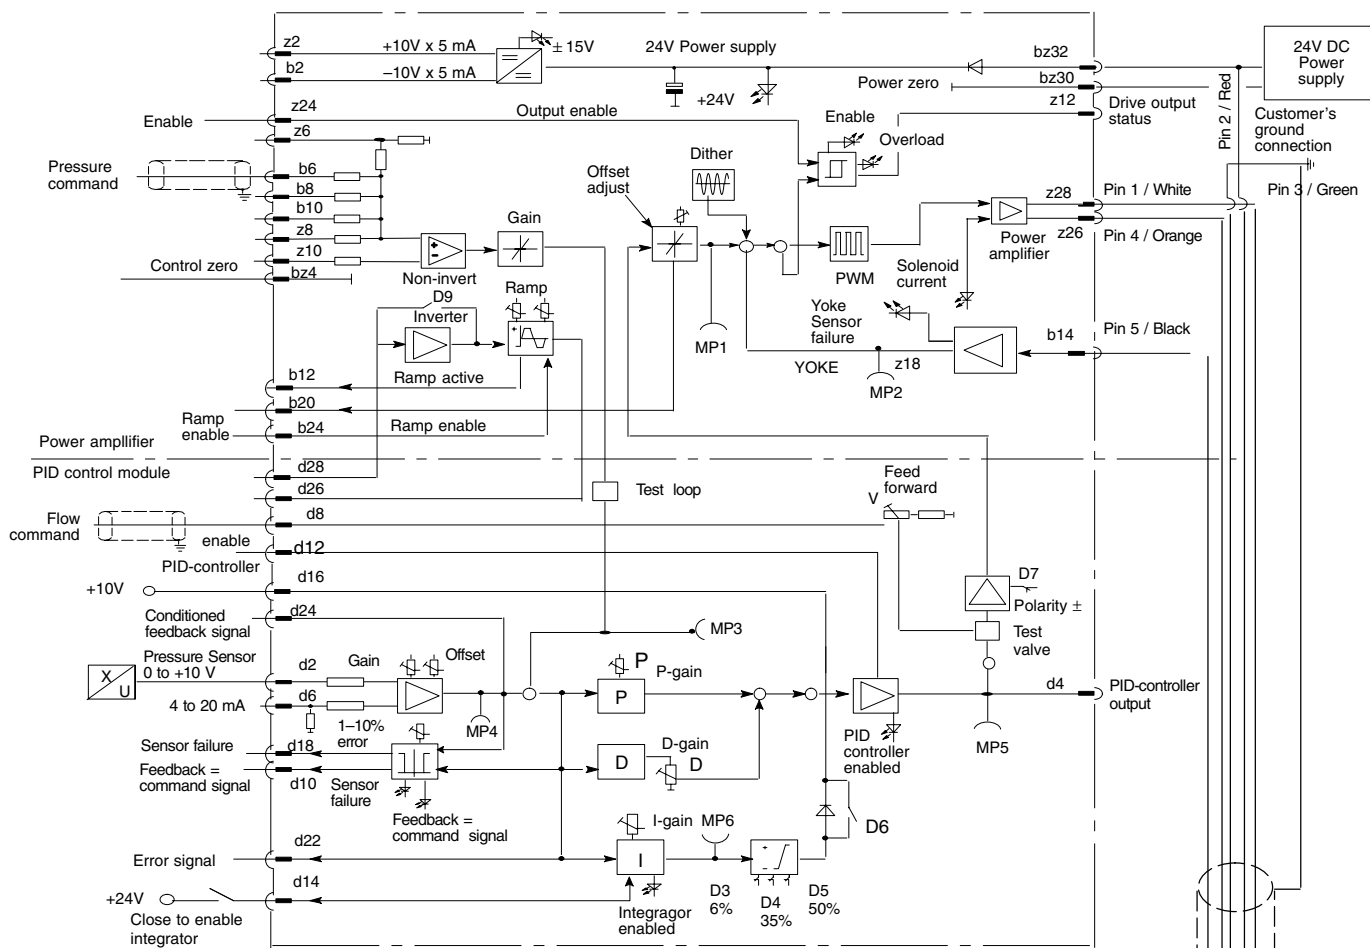 z2
+10V x 5 mA
± 15V
24V Power supply
bz32
24V DC
Power
supply
b2
–10V x 5 mA
+24V
Power zero
bz30
z24
Enable
Output enable
Enable
Overload
z12
Drive output
status
Pin 2 / Red
Customer's
ground
connection
z6
Pressure
command
b6
b8
b10
z8
z10
Control zero
bz4
Gain
Non-invert
Offset
adjust
Dither
PWM
Solenoid
current
Power
amplifier
z28
Pin 1 / White
Pin 3 / Green
z26
Pin 4 / Orange
D9
Inverter
Ramp
MP1
Yoke
Sensor
failure
YOKE
z18
MP2
b14
Pin 5 / Black
b12
Ramp active
b20
Ramp
enable
b24
Ramp enable
Power ampllifier
PID control module
d28
d26
Test loop
Feed
forward
V
Flow
command
d8
enable
d12
PID-controller
+10V
d16
D7
Polarity ±
Test
valve
Conditioned
feedback signal
d24
MP3
Pressure Sensor
0 to +10 V
X
U
d2
Gain
Offset
P
P
P-gain
4 to 20 mA
d6
1–10%
error
MP4
d4
PID-controller
output
PID
controller
enabled
MP5
Sensor failure
d18
Feedback =
command signal
d10
Sensor
failure
Feedback =
command signal
D
D-gain
D
D6
Error signal
d22
I-gain
I
MP6
+24V
d14
Close to enable
integrator
Integragor
enabled
D3
6%
D4
35%
D5
50%